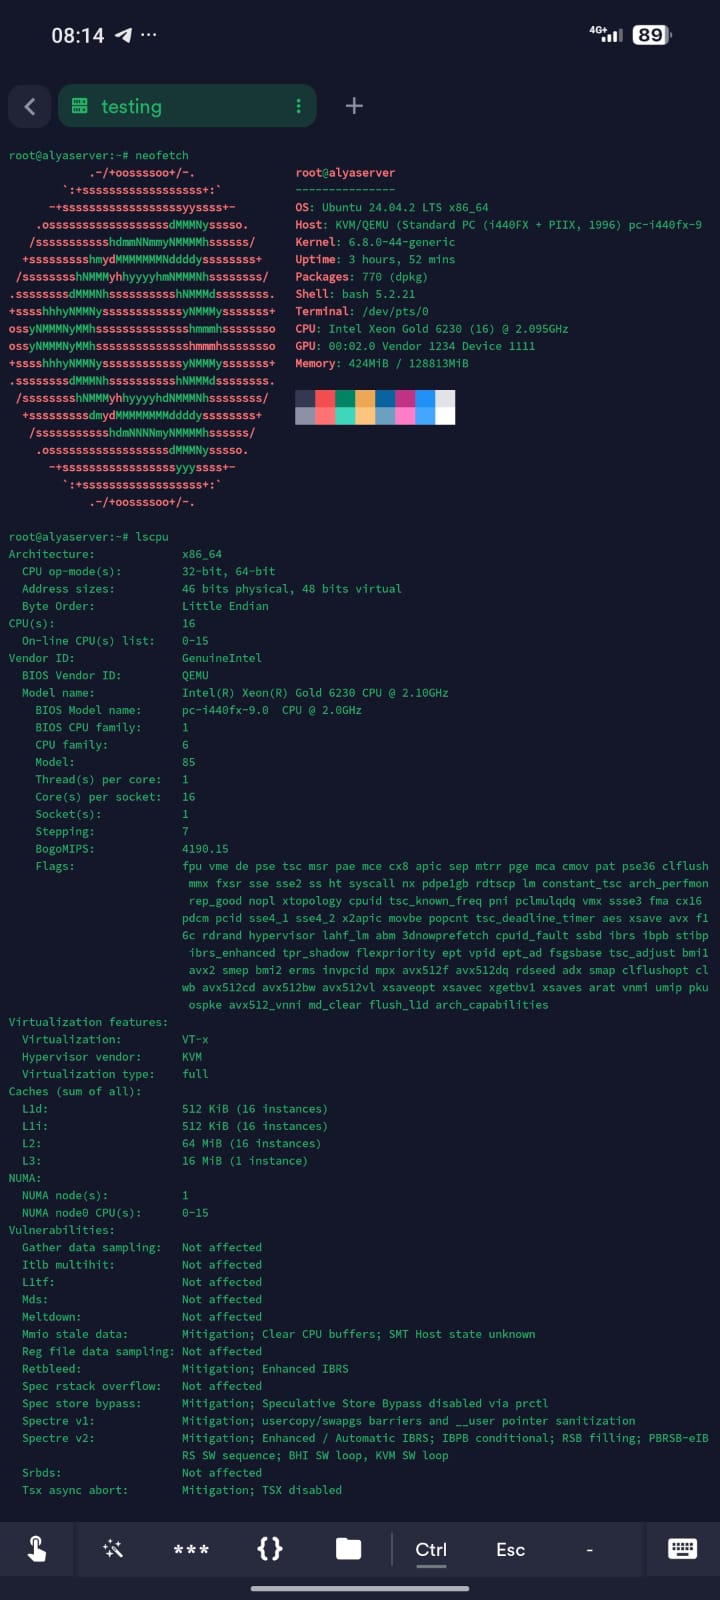 08:14
4G+
89
testing
root@alyaserver:~# neofetch
.-/+oossssoo+/-.
`:+ssssssssssssssssss+:`
-+ssssssssssssssssssyyssss+-
.ossssssssssssssssssdMMMNysssso.
/ssssssssssshdmmNNmmyNMMMMhssssss/
+ssssssssshmydMMMMMMMNddddyssssssss+
/sssssssshNMMMyhhyyyyhmNMMMNhssssssss/
.ssssssssdMMMNhsssssssssshNMMMdssssssss.
+sssshhhyNMMNyssssssssssssyNMMMysssssss+
ossyNMMMNyMMhsssssssssssssshmmmhssssssso
ossyNMMMNyMMhsssssssssssssshmmmhssssssso
+sssshhhyNMMNyssssssssssssyNMMMysssssss+
.ssssssssdMMMNhsssssssssshNMMMdssssssss.
/sssssssshNMMMyhhyyyyhdNMMMNhssssssss/
+sssssssssdmydMMMMMMMMddddyssssssss+
/ssssssssssshdmNNNNmyNMMMMhssssss/
.ossssssssssssssssssdMMMNysssso.
-+sssssssssssssssssyyyssss+-
`:+ssssssssssssssssss+:`
.-/+oossssoo+/-.
root@alyaserver
---------------
OS: Ubuntu 24.04.2 LTS x86_64
Host: KVM/QEMU (Standard PC (i440FX + PIIX, 1996) pc-i440fx-9
Kernel: 6.8.0-44-generic
Uptime: 3 hours, 52 mins
Packages: 770 (dpkg)
Shell: bash 5.2.21
Terminal: /dev/pts/0
CPU: Intel Xeon Gold 6230 (16) @ 2.095GHz
GPU: 00:02.0 Vendor 1234 Device 1111
Memory: 424MiB / 128813MiB
root@alyaserver:~# lscpu
Architecture: x86_64
CPU op-mode(s): 32-bit, 64-bit
Address sizes: 46 bits physical, 48 bits virtual
Byte Order: Little Endian
CPU(s): 16
On-line CPU(s) list: 0-15
Vendor ID: GenuineIntel
BIOS Vendor ID: QEMU
Model name: Intel(R) Xeon(R) Gold 6230 CPU @ 2.10GHz
BIOS Model name: pc-i440fx-9.0  CPU @ 2.0GHz
BIOS CPU family: 1
CPU family: 6
Model: 85
Thread(s) per core: 1
Core(s) per socket: 16
Socket(s): 1
Stepping: 7
BogoMIPS: 4190.15
Flags: fpu vme de pse tsc msr pae mce cx8 apic sep mtrr pge mca cmov pat pse36 clflush
mmx fxsr sse sse2 ss ht syscall nx pdpe1gb rdtscp lm constant_tsc arch_perfmon
rep_good nopl xtopology cpuid tsc_known_freq pni pclmulqdq vmx ssse3 fma cx16
pdcm pcid sse4_1 sse4_2 x2apic movbe popcnt tsc_deadline_timer aes xsave avx f1
6c rdrand hypervisor lahf_lm abm 3dnowprefetch cpuid_fault ssbd ibrs ibpb stibp
ibrs_enhanced tpr_shadow flexpriority ept vpid ept_ad fsgsbase tsc_adjust bmi1
avx2 smep bmi2 erms invpcid mpx avx512f avx512dq rdseed adx smap clflushopt cl
wb avx512cd avx512bw avx512vl xsaveopt xsavec xgetbv1 xsaves arat vnmi umip pku
ospke avx512_vnni md_clear flush_l1d arch_capabilities
Virtualization features:
Virtualization: VT-x
Hypervisor vendor: KVM
Virtualization type: full
Caches (sum of all):
L1d: 512 KiB (16 instances)
L1i: 512 KiB (16 instances)
L2: 64 MiB (16 instances)
L3: 16 MiB (1 instance)
NUMA:
NUMA node(s): 1
NUMA node0 CPU(s): 0-15
Vulnerabilities:
Gather data sampling: Not affected
Itlb multihit: Not affected
L1tf: Not affected
Mds: Not affected
Meltdown: Not affected
Mmio stale data: Mitigation; Clear CPU buffers; SMT Host state unknown
Reg file data sampling: Not affected
Retbleed: Mitigation; Enhanced IBRS
Spec rstack overflow: Not affected
Spec store bypass: Mitigation; Speculative Store Bypass disabled via prctl
Spectre v1: Mitigation; usercopy/swapgs barriers and __user pointer sanitization
Spectre v2: Mitigation; Enhanced / Automatic IBRS; IBPB conditional; RSB filling; PBRSB-eIB
RS SW sequence; BHI SW loop, KVM SW loop
Srbds: Not affected
Tsx async abort: Mitigation; TSX disabled
*** {} Ctrl Esc -